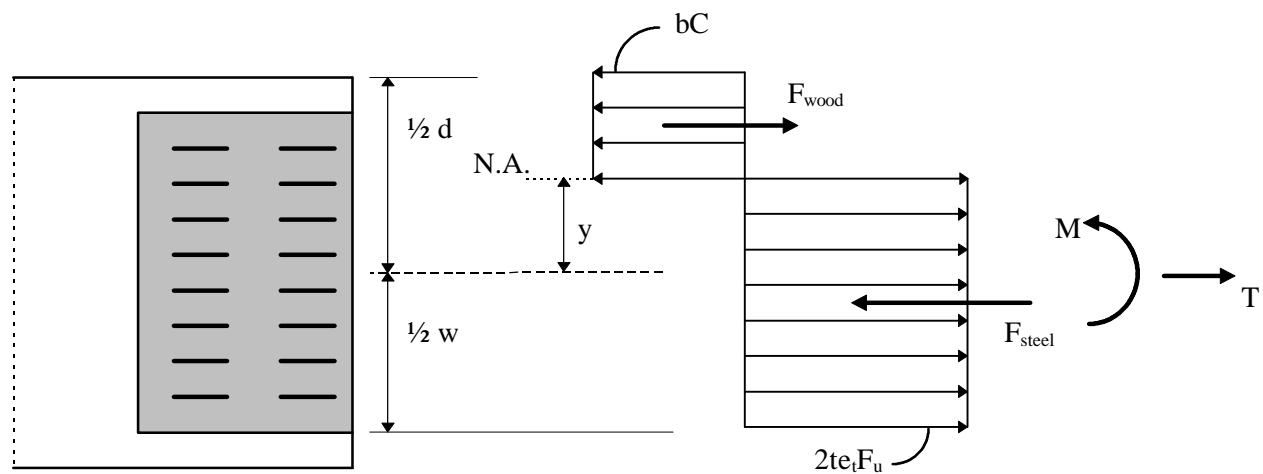 bC
F_wood
½ d
N.A.
y
M
T
F_steel
½ w
2te_tF_u